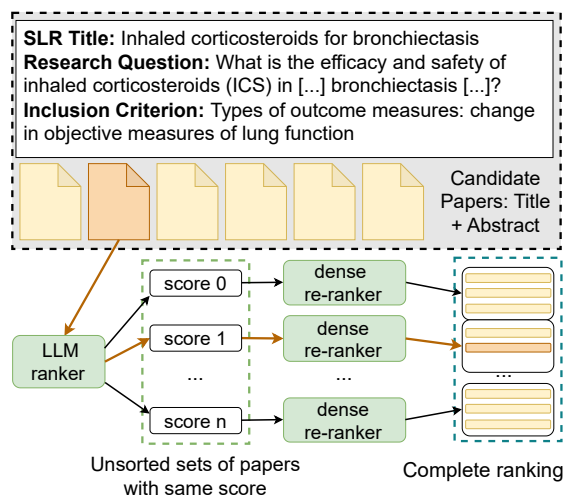 SLR Title: Inhaled corticosteroids for bronchiectasis
Research Question: What is the efficacy and safety of
inhaled corticosteroids (ICS) in [...] bronchiectasis [...]?
Inclusion Criterion: Types of outcome measures: change
in objective measures of lung function
Candidate
Papers: Title
+ Abstract
LLM
ranker
score 0
score 1
...
score n
dense
re-ranker
dense
re-ranker
...
dense
re-ranker
...
Unsorted sets of papers
with same score
Complete ranking